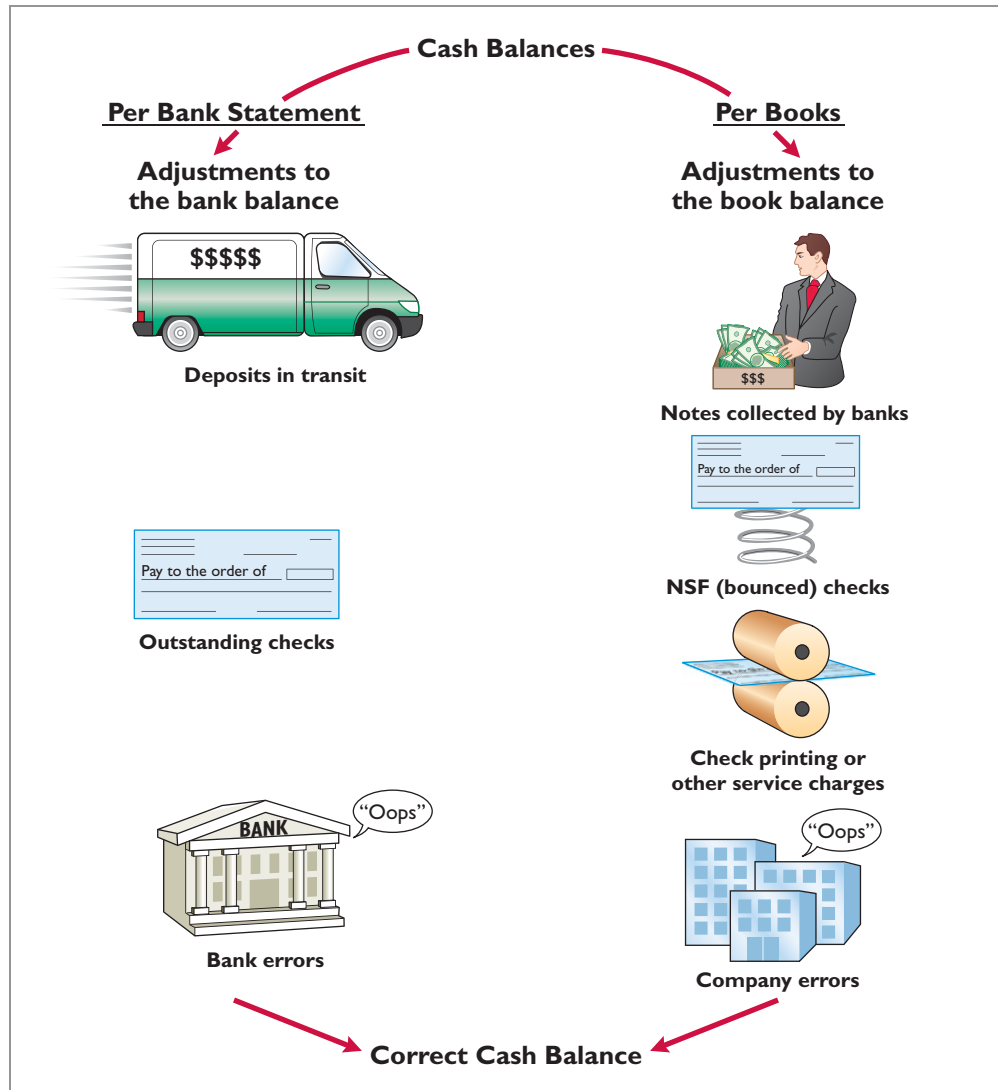 Cash Balances
Per Bank Statement
Adjustments to
the bank balance
$$$$$
Deposits in transit
Pay to the order of
Outstanding checks
BANK
“Oops”
Bank errors
Per Books
Adjustments to
the book balance
$$$
Notes collected by banks
Pay to the order of
NSF (bounced) checks
Check printing or
other service charges
“Oops”
Company errors
Correct Cash Balance